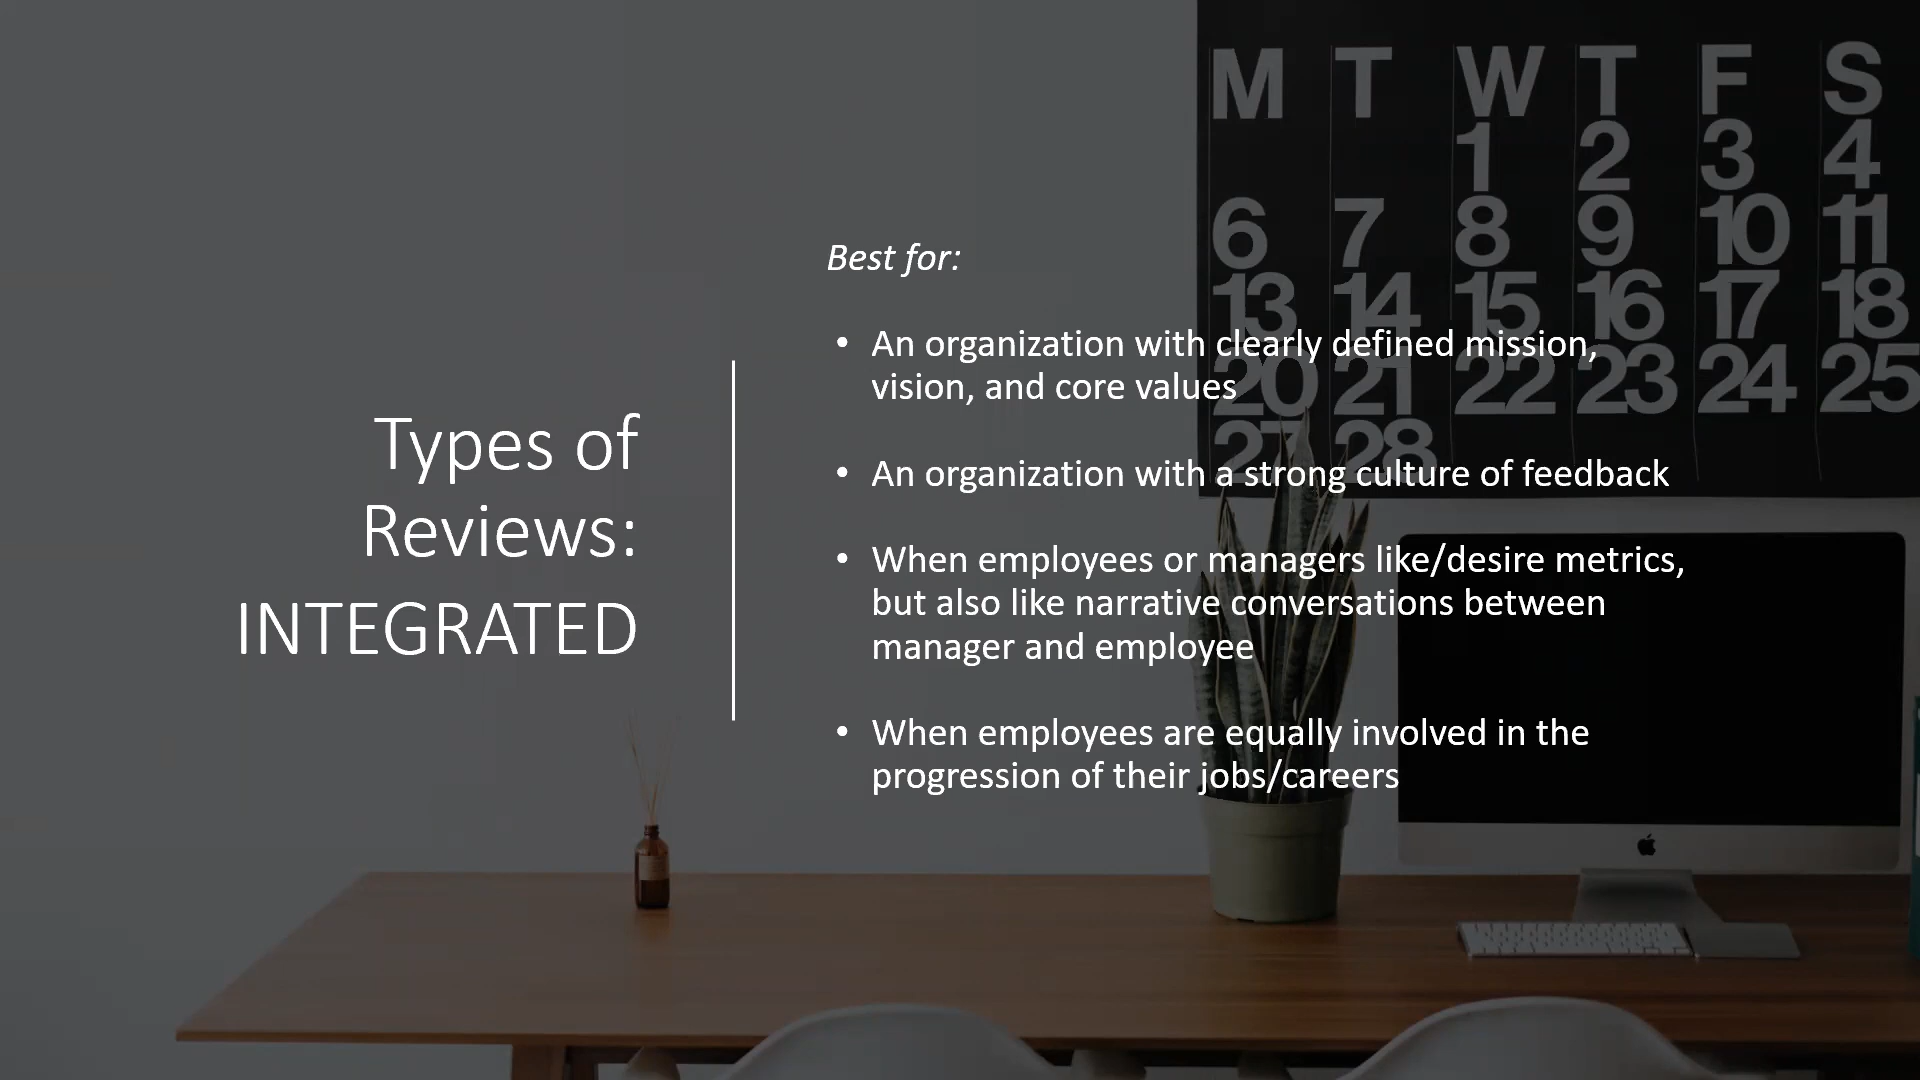 Types of
Reviews:
INTEGRATED
Best for:
• An organization with clearly defined mission,
vision, and core values
• An organization with a strong culture of feedback
• When employees or managers like/desire metrics,
but also like narrative conversations between
manager and employee
• When employees are equally involved in the
progression of their jobs/careers
M T W T F S
1 2 3 4
6 7 8 9 10 11
13 14 15 16 17 18
20 21 22 23 24 25
27 28